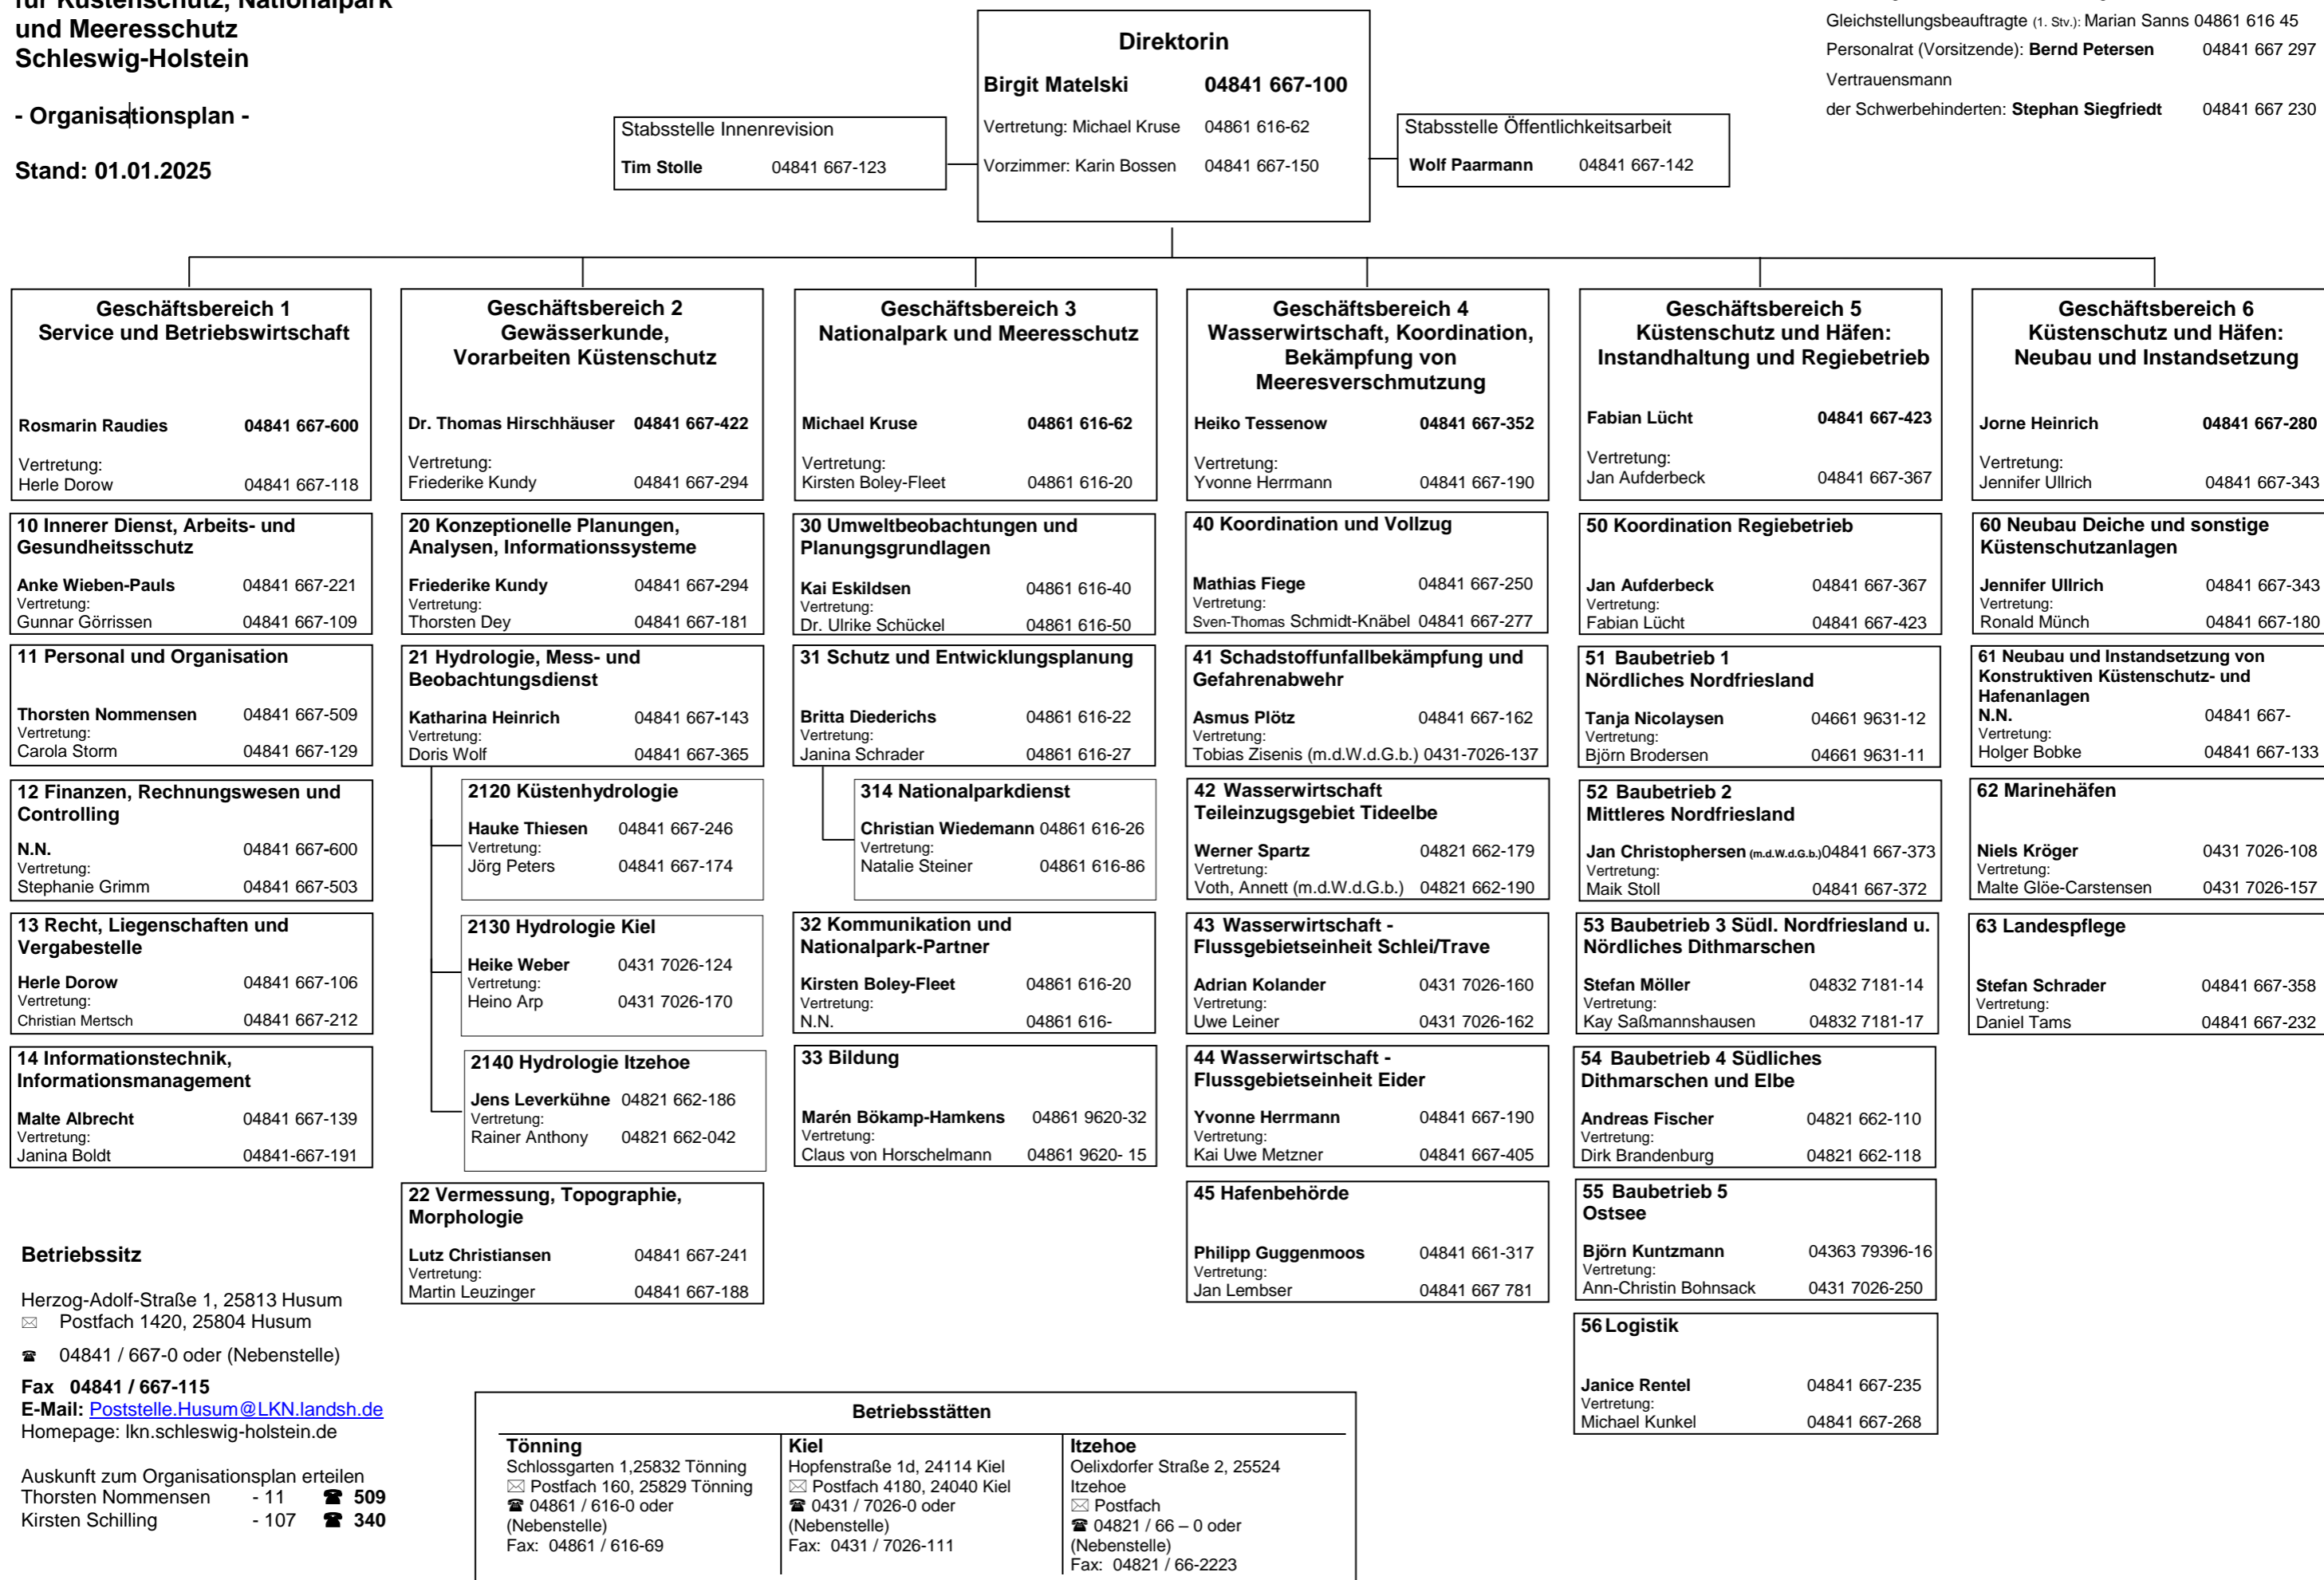 für Küstenschutz, Nationalpark
und Meeresschutz
Schleswig-Holstein
- Organisationsplan -
Stand: 01.01.2025
Direktorin
Birgit Matelski 04841 667-100
Vertretung: Michael Kruse 04861 616-62
Vorzimmer: Karin Bossen 04841 667-150
Stabsstelle Innenrevision
Tim Stolle 04841 667-123
Stabsstelle Öffentlichkeitsarbeit
Wolf Paarmann 04841 667-142
Gleichstellungsbeauftragte (1. Stv.): Marian Sanns 04861 616 45
Personalrat (Vorsitzende): Bernd Petersen 04841 667 297
Vertrauensmann
der Schwerbehinderten: Stephan Siegfriedt 04841 667 230
Geschäftsbereich 1
Service und Betriebswirtschaft
Rosmarin Raudies 04841 667-600
Vertretung:
Herle Dorow 04841 667-118
10 Innerer Dienst, Arbeits- und
Gesundheitsschutz
Anke Wieben-Pauls 04841 667-221
Vertretung:
Gunnar Görrissen 04841 667-109
11 Personal und Organisation
Thorsten Nommensen 04841 667-509
Vertretung:
Carola Storm 04841 667-129
12 Finanzen, Rechnungswesen und
Controlling
N.N. 04841 667-600
Vertretung:
Stephanie Grimm 04841 667-503
13 Recht, Liegenschaften und
Vergabestelle
Herle Dorow 04841 667-106
Vertretung:
Christian Mertsch 04841 667-212
14 Informationstechnik,
Informationsmanagement
Malte Albrecht 04841 667-139
Vertretung:
Janina Boldt 04841-667-191
Geschäftsbereich 2
Gewässerkunde,
Vorarbeiten Küstenschutz
Dr. Thomas Hirschhäuser 04841 667-422
Vertretung:
Friederike Kundy 04841 667-294
20 Konzeptionelle Planungen,
Analysen, Informationssysteme
Friederike Kundy 04841 667-294
Vertretung:
Thorsten Dey 04841 667-181
21 Hydrologie, Mess- und
Beobachtungsdienst
Katharina Heinrich 04841 667-143
Vertretung:
Doris Wolf 04841 667-365
2120 Küstenhydrologie
Hauke Thiesen 04841 667-246
Vertretung:
Jörg Peters 04841 667-174
2130 Hydrologie Kiel
Heike Weber 0431 7026-124
Vertretung:
Heino Arp 0431 7026-170
2140 Hydrologie Itzehoe
Jens Leverkühne 04821 662-186
Vertretung:
Rainer Anthony 04821 662-042
22 Vermessung, Topographie,
Morphologie
Lutz Christiansen 04841 667-241
Vertretung:
Martin Leuzinger 04841 667-188
Geschäftsbereich 3
Nationalpark und Meeresschutz
Michael Kruse 04861 616-62
Vertretung:
Kirsten Boley-Fleet 04861 616-20
30 Umweltbeobachtungen und
Planungsgrundlagen
Kai Eskildsen 04861 616-40
Vertretung:
Dr. Ulrike Schückel 04861 616-50
31 Schutz und Entwicklungsplanung
Britta Diederichs 04861 616-22
Vertretung:
Janina Schrader 04861 616-27
314 Nationalparkdienst
Christian Wiedemann 04861 616-26
Vertretung:
Natalie Steiner 04861 616-86
32 Kommunikation und
Nationalpark-Partner
Kirsten Boley-Fleet 04861 616-20
Vertretung:
N.N. 04861 616-
33 Bildung
Marén Bökamp-Hamkens 04861 9620-32
Vertretung:
Claus von Horschelmann 04861 9620- 15
Geschäftsbereich 4
Wasserwirtschaft, Koordination,
Bekämpfung von
Meeresverschmutzung
Heiko Tessenow 04841 667-352
Vertretung:
Yvonne Herrmann 04841 667-190
40 Koordination und Vollzug
Mathias Fiege 04841 667-250
Vertretung:
Sven-Thomas Schmidt-Knäbel 04841 667-277
41 Schadstoffunfallbekämpfung und
Gefahrenabwehr
Asmus Plötz 04841 667-162
Vertretung:
Tobias Zisenis (m.d.W.d.G.b.) 0431-7026-137
42 Wasserwirtschaft
Teileinzugsgebiet Tideelbe
Werner Spartz 04821 662-179
Vertretung:
Voth, Annett (m.d.W.d.G.b.) 04821 662-190
43 Wasserwirtschaft -
Flussgebietseinheit Schlei/Trave
Adrian Kolander 0431 7026-160
Vertretung:
Uwe Leiner 0431 7026-162
44 Wasserwirtschaft -
Flussgebietseinheit Eider
Yvonne Herrmann 04841 667-190
Vertretung:
Kai Uwe Metzner 04841 667-405
45 Hafenbehörde
Philipp Guggenmoos 04841 661-317
Vertretung:
Jan Lembser 04841 667 781
Geschäftsbereich 5
Küstenschutz und Häfen:
Instandhaltung und Regiebetrieb
Fabian Lücht 04841 667-423
Vertretung:
Jan Aufderbeck 04841 667-367
50 Koordination Regiebetrieb
Jan Aufderbeck 04841 667-367
Vertretung:
Fabian Lücht 04841 667-423
51 Baubetrieb 1
Nördliches Nordfriesland
Tanja Nicolaysen 04661 9631-12
Vertretung:
Björn Brodersen 04661 9631-11
52 Baubetrieb 2
Mittleres Nordfriesland
Jan Christophersen (m.d.W.d.G.b.)04841 667-373
Vertretung:
Maik Stoll 04841 667-372
53 Baubetrieb 3 Südl. Nordfriesland u.
Nördliches Dithmarschen
Stefan Möller 04832 7181-14
Vertretung:
Kay Saßmannshausen 04832 7181-17
54 Baubetrieb 4 Südliches
Dithmarschen und Elbe
Andreas Fischer 04821 662-110
Vertretung:
Dirk Brandenburg 04821 662-118
55 Baubetrieb 5
Ostsee
Björn Kuntzmann 04363 79396-16
Vertretung:
Ann-Christin Bohnsack 0431 7026-250
56 Logistik
Janice Rentel 04841 667-235
Vertretung:
Michael Kunkel 04841 667-268
Geschäftsbereich 6
Küstenschutz und Häfen:
Neubau und Instandsetzung
Jorne Heinrich 04841 667-280
Vertretung:
Jennifer Ullrich 04841 667-343
60 Neubau Deiche und sonstige
Küstenschutzanlagen
Jennifer Ullrich 04841 667-343
Vertretung:
Ronald Münch 04841 667-180
61 Neubau und Instandsetzung von
Konstruktiven Küstenschutz- und
Hafenanlagen
N.N. 04841 667-
Vertretung:
Holger Bobke 04841 667-133
62 Marinehäfen
Niels Kröger 0431 7026-108
Vertretung:
Malte Glöe-Carstensen 0431 7026-157
63 Landespflege
Stefan Schrader 04841 667-358
Vertretung:
Daniel Tams 04841 667-232
Betriebssitz
Herzog-Adolf-Straße 1, 25813 Husum
✉ Postfach 1420, 25804 Husum
☎ 04841 / 667-0 oder (Nebenstelle)
Fax 04841 / 667-115
E-Mail: Poststelle.Husum@LKN.landsh.de
Homepage: lkn.schleswig-holstein.de
Auskunft zum Organisationsplan erteilen
Thorsten Nommensen - 11 ☎ 509
Kirsten Schilling - 107 ☎ 340
Betriebsstätten
Tönning
Schlossgarten 1,25832 Tönning
✉ Postfach 160, 25829 Tönning
☎ 04861 / 616-0 oder
(Nebenstelle)
Fax: 04861 / 616-69
Kiel
Hopfenstraße 1d, 24114 Kiel
✉ Postfach 4180, 24040 Kiel
☎ 0431 / 7026-0 oder
(Nebenstelle)
Fax: 0431 / 7026-111
Itzehoe
Oelixdorfer Straße 2, 25524
Itzehoe
✉ Postfach
☎ 04821 / 66 – 0 oder
(Nebenstelle)
Fax: 04821 / 66-2223